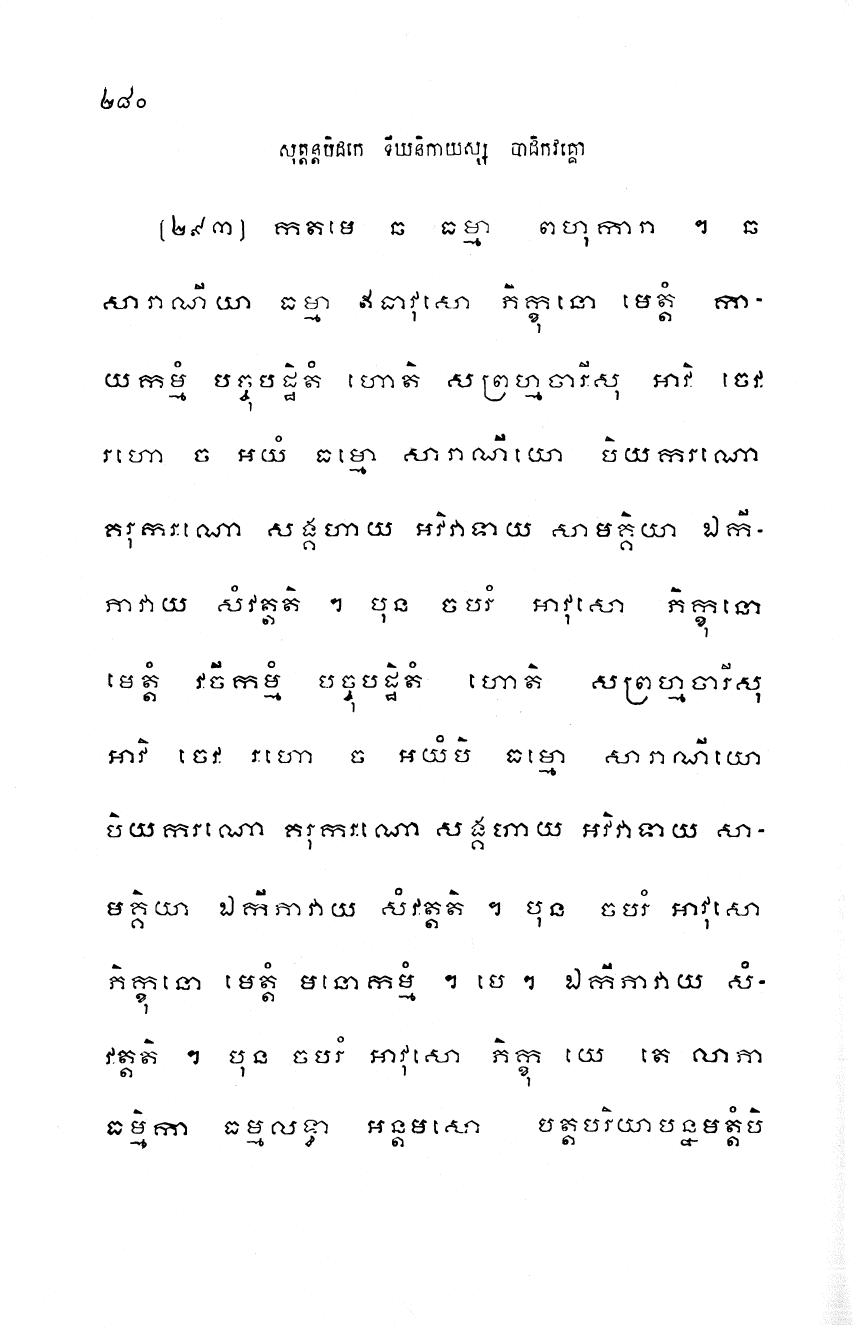 ២៨០
សុត្តន្តបិដកេ ទីឃនិកាយស្ស បាដិកវគ្គោ
[២៩៣] កតមេ ឆ ធម្មា ពហុការា ។ ឆ
សារាណីយា ធម្មា ឥធាវុសោ ភិក្ខុនោ មេត្តំ កា-
យកម្មំ បច្ចុបដ្ឋិតំ ហោតិ សព្រហ្មចារីសុ អាវិ ចេវ
រហោ ច អយំ ធម្មោ សារាណីយោ បិយករណោ
គរុករណោ សង្គហាយ អវិវាទាយ សាមគ្គិយា ឯកី-
ភាវាយ សំវត្តតិ ។ បុន ចបរំ អាវុសោ ភិក្ខុនោ
មេត្តំ វចីកម្មំ បច្ចុបដ្ឋិតំ ហោតិ សព្រហ្មចារីសុ
អាវិ ចេវ រហោ ច អយំបិ ធម្មោ សារាណីយោ
បិយករណោ គរុករណោ សង្គហាយ អវិវាទាយ សា-
មគ្គិយា ឯកីភាវាយ សំវត្តតិ ។ បុន ចបរំ អាវុសោ
ភិក្ខុនោ មេត្តំ មនោកម្មំ ។ បេ ។ ឯកីភាវាយ សំ-
វត្តតិ ។ បុន ចបរំ អាវុសោ ភិក្ខុ យេ តេ លាភា
ធម្មិកា ធម្មលទ្ធា អន្តមសោ បត្តបរិយាបន្នមត្តំបិ